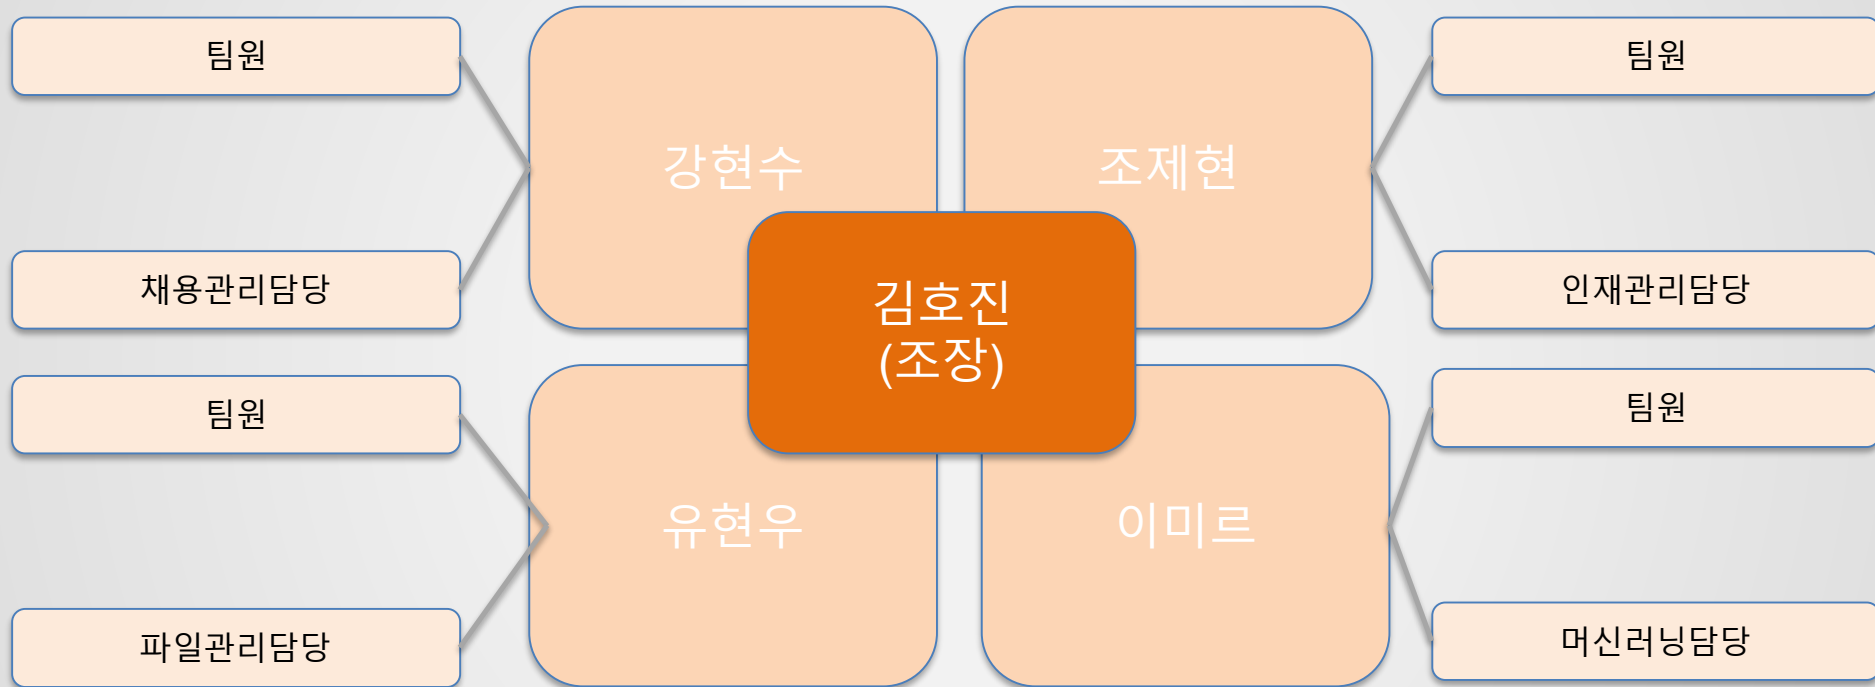 팀원
강현수
채용관리담당
조제현
팀원
인재관리담당
김호진
(조장)
팀원
유현우
파일관리담당
이미르
팀원
머신러닝담당